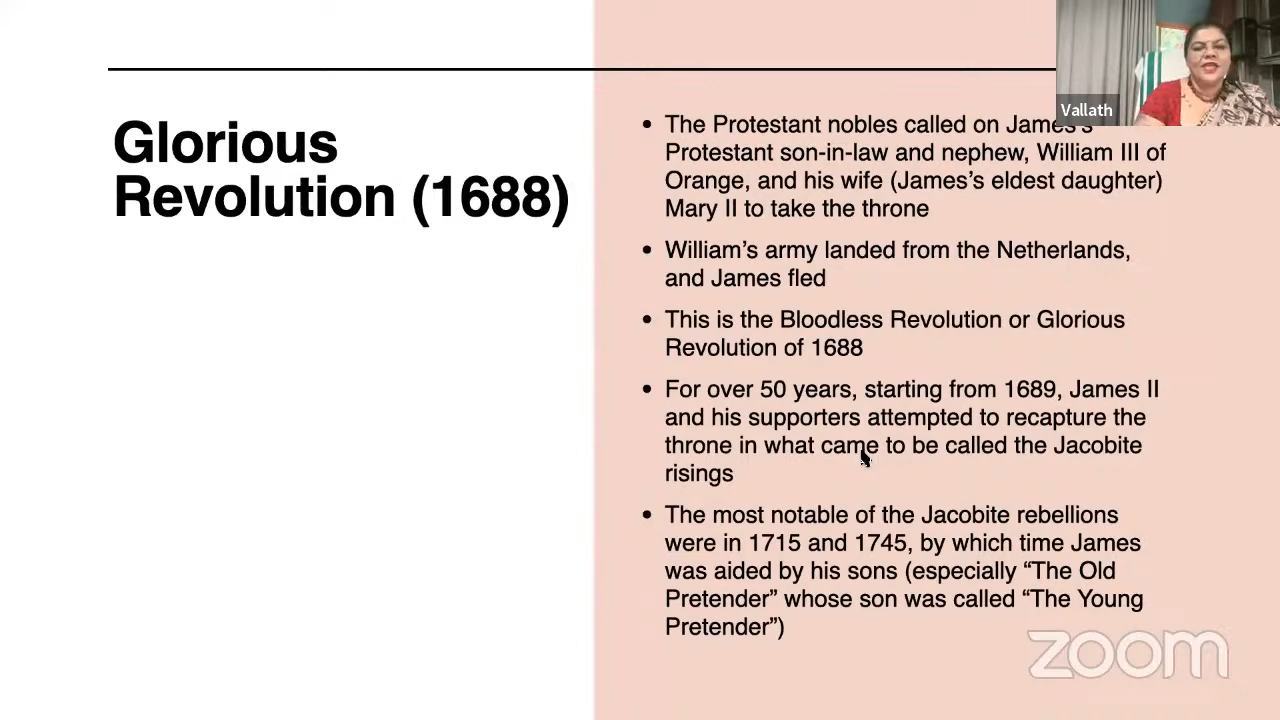 Vallath
Glorious
Revolution (1688)
• The Protestant nobles called on James's
Protestant son-in-law and nephew, William III of
Orange, and his wife (James’s eldest daughter)
Mary II to take the throne
• William’s army landed from the Netherlands,
and James fled
• This is the Bloodless Revolution or Glorious
Revolution of 1688
• For over 50 years, starting from 1689, James II
and his supporters attempted to recapture the
throne in what came to be called the Jacobite
risings
• The most notable of the Jacobite rebellions
were in 1715 and 1745, by which time James
was aided by his sons (especially “The Old
Pretender” whose son was called “The Young
Pretender”)
zoom